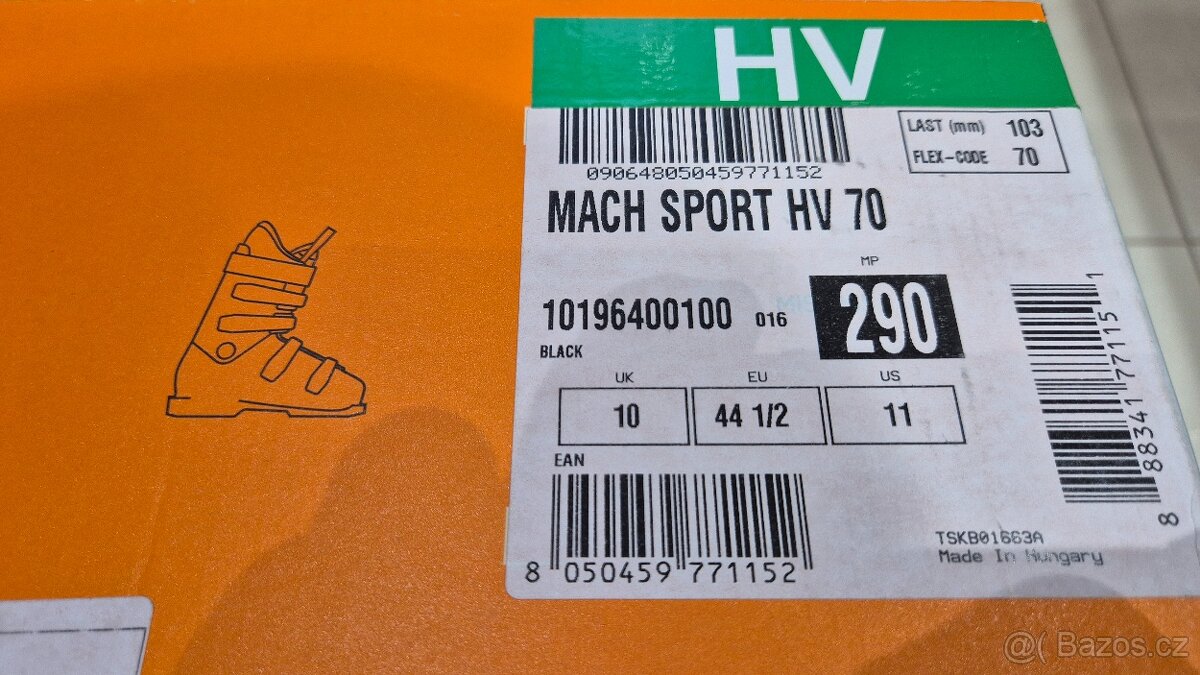 HV
LAST (mm) 103
FLEX-CODE 70
090648050459771152
MACH SPORT HV 70
MP
10196400100 016 290
BLACK
UK EU US
10 44 1/2 11
EAN
8 050459 771152
8 88341 77115 1
TSKB01663A
Made In Hungary
@( Bazos.cz